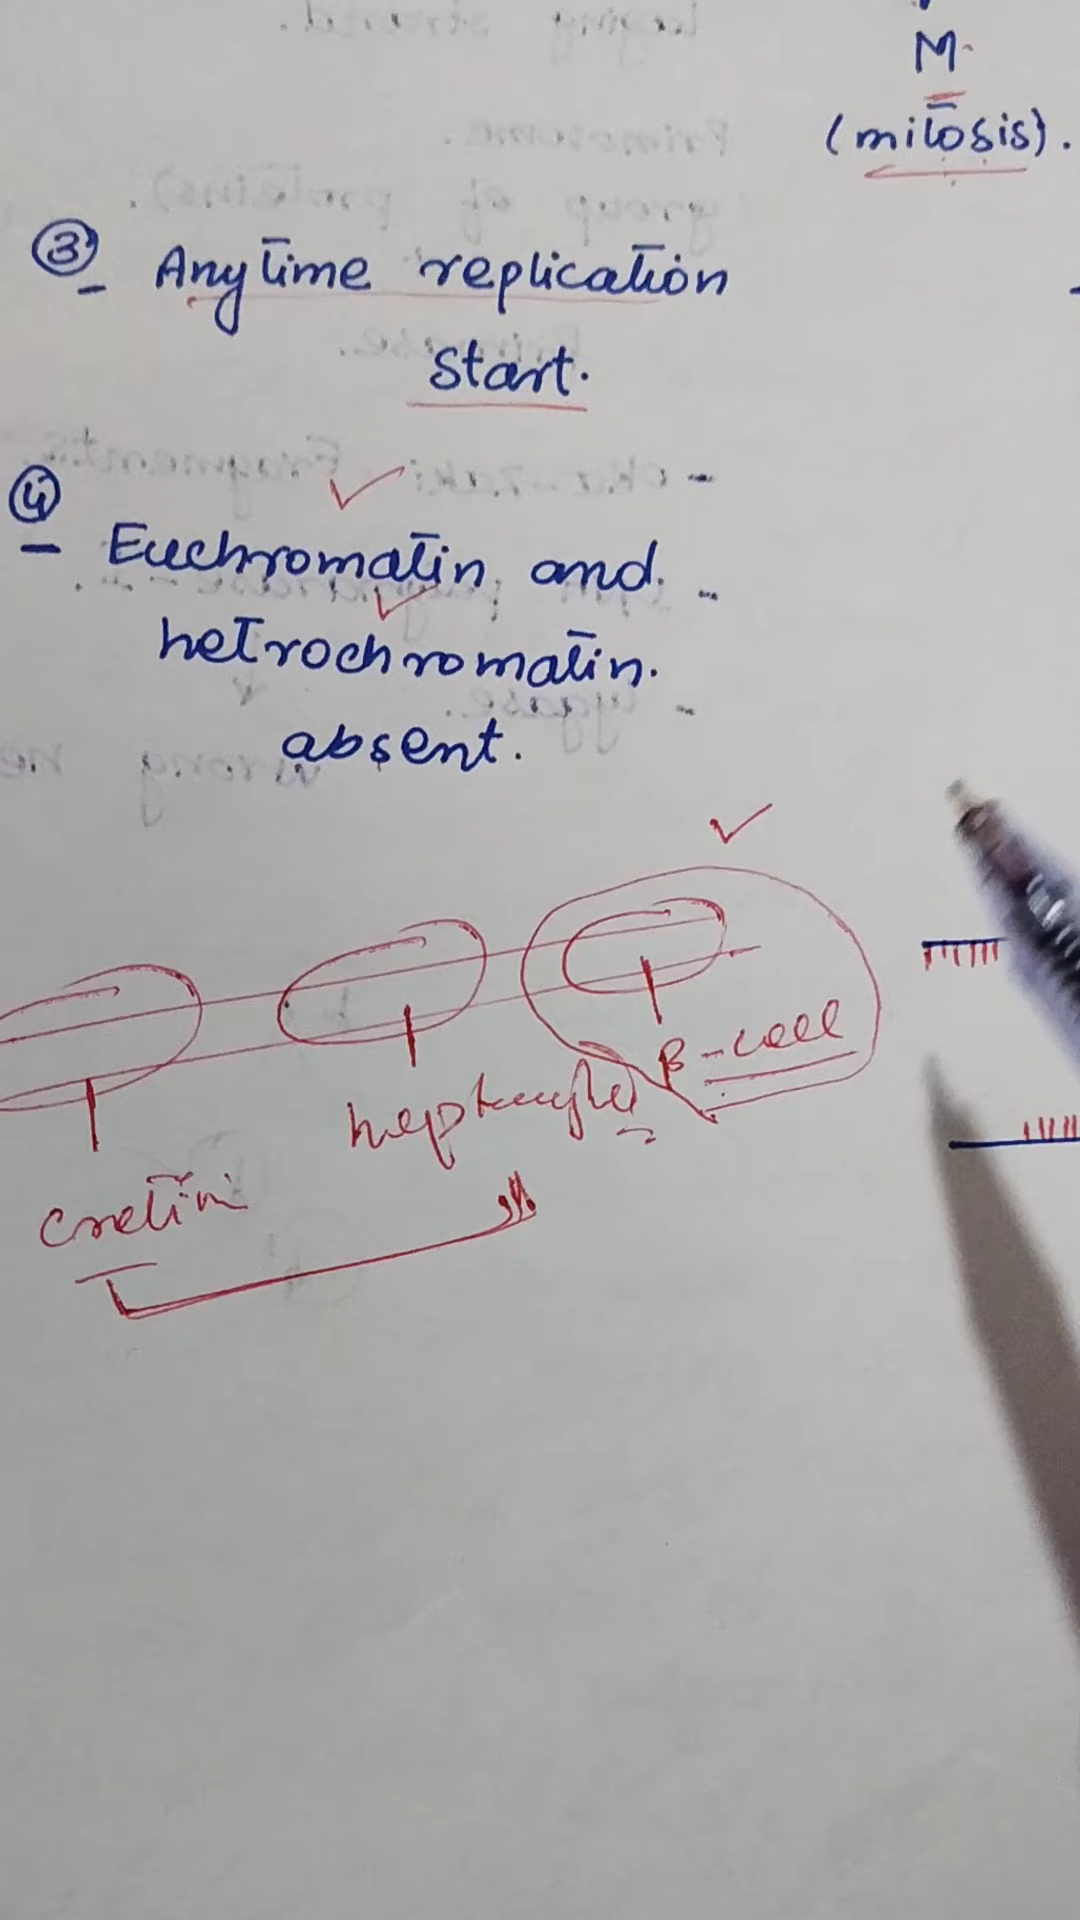 M
(mitosis).
③ Anytime replication
start.
④ Euchromatin and
hetrochromatin.
absent.
β-cell